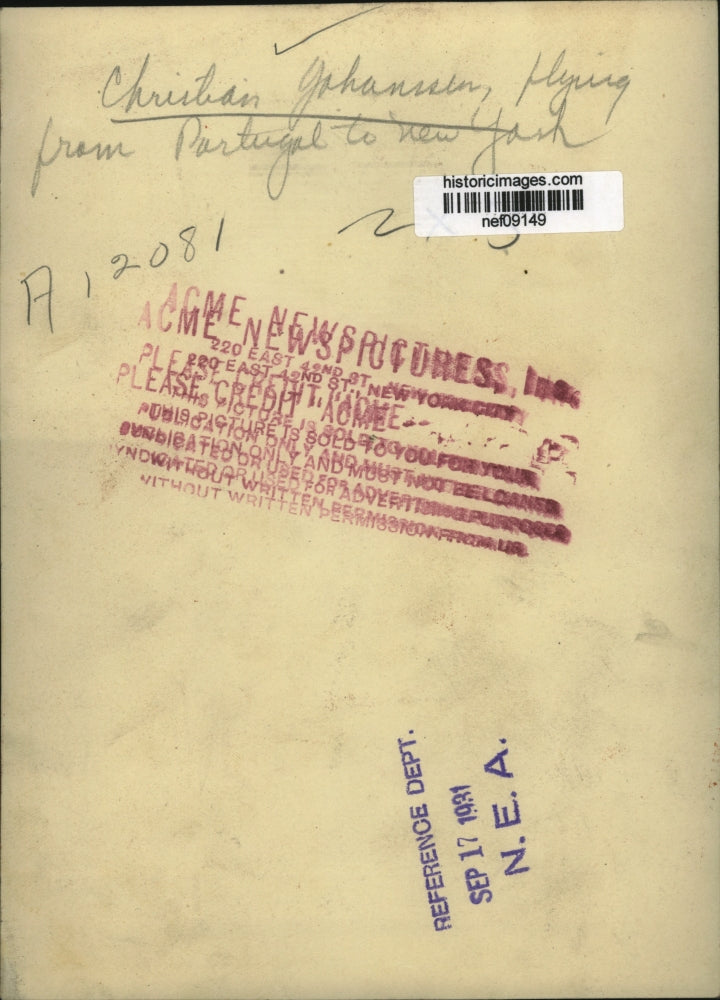 Christian Johanssen, flying
from Portugal to new york
historicimages.com
nef09149
A12081
ACME NEWSPICTURES, Inc.
220 EAST 42ND ST., NEW YORK CITY
PLEASE CREDIT "ACME"
THIS PICTURE IS SOLD TO YOU FOR YOUR
PUBLICATION ONLY AND MUST NOT BE LOANED
SYNDICATED OR USED FOR ADVERTISING PURPOSES
WITHOUT WRITTEN PERMISSION FROM US
REFERENCE DEPT.
SEP 17 1931
N. E. A.